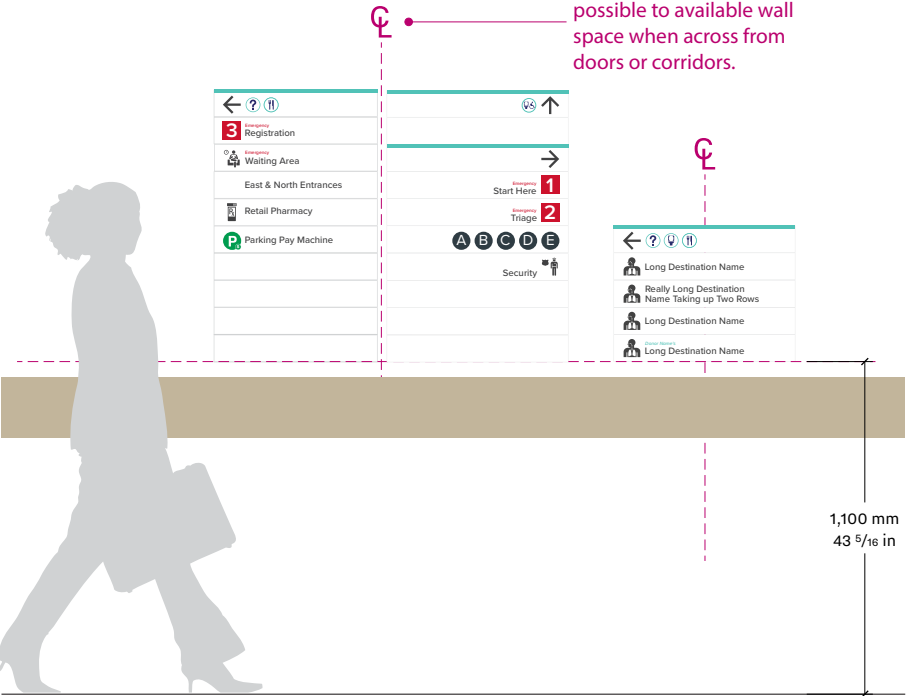 ℄
possible to available wall
space when across from
doors or corridors.
?
3
Emergency
Registration
Emergency
Waiting Area
East & North Entrances
Retail Pharmacy
P
Parking Pay Machine
Emergency
Start Here
1
Emergency
Triage
2
A B C D E
Security
℄
?
Long Destination Name
Really Long Destination
Name Taking up Two Rows
Long Destination Name
Donor Name's
Long Destination Name
1,100 mm
43 5/16 in